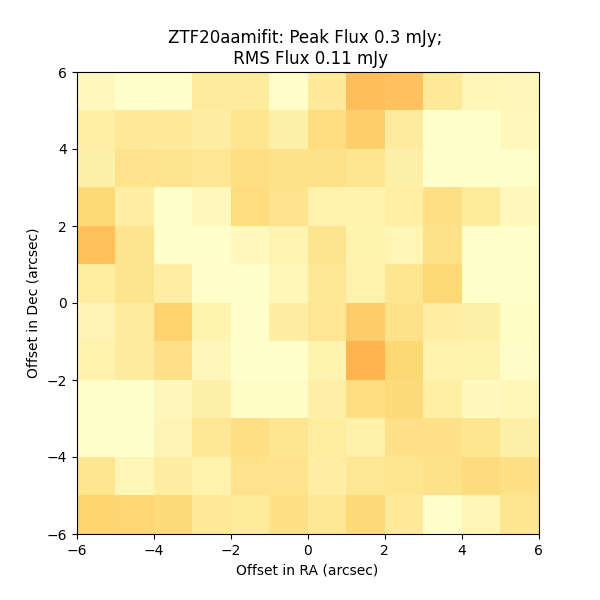 ZTF20aamifit: Peak Flux 0.3 mJy;
RMS Flux 0.11 mJy
6
4
2
0
−2
−4
−6
Offset in Dec (arcsec)
−6 −4 −2 0 2 4 6
Offset in RA (arcsec)